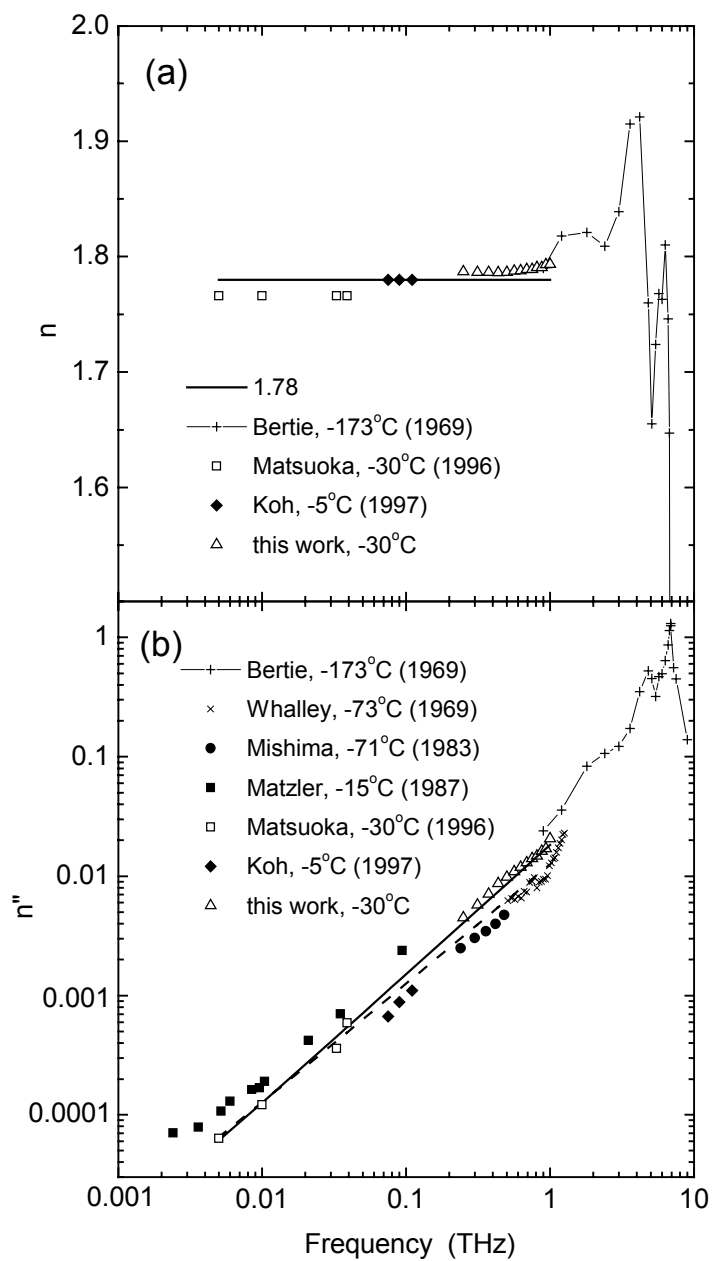 2.0
(a)
1.9
1.8
n
1.7
1.78
Bertie, -173°C (1969)
Matsuoka, -30°C (1996)
Koh, -5°C (1997)
this work, -30°C
1.6
(b)
1
Bertie, -173°C (1969)
Whalley, -73°C (1969)
Mishima, -71°C (1983)
0.1
Matzler, -15°C (1987)
Matsuoka, -30°C (1996)
Koh, -5°C (1997)
0.01
this work, -30°C
n"
0.001
0.0001
0.001 0.01 0.1 1 10
Frequency (THz)